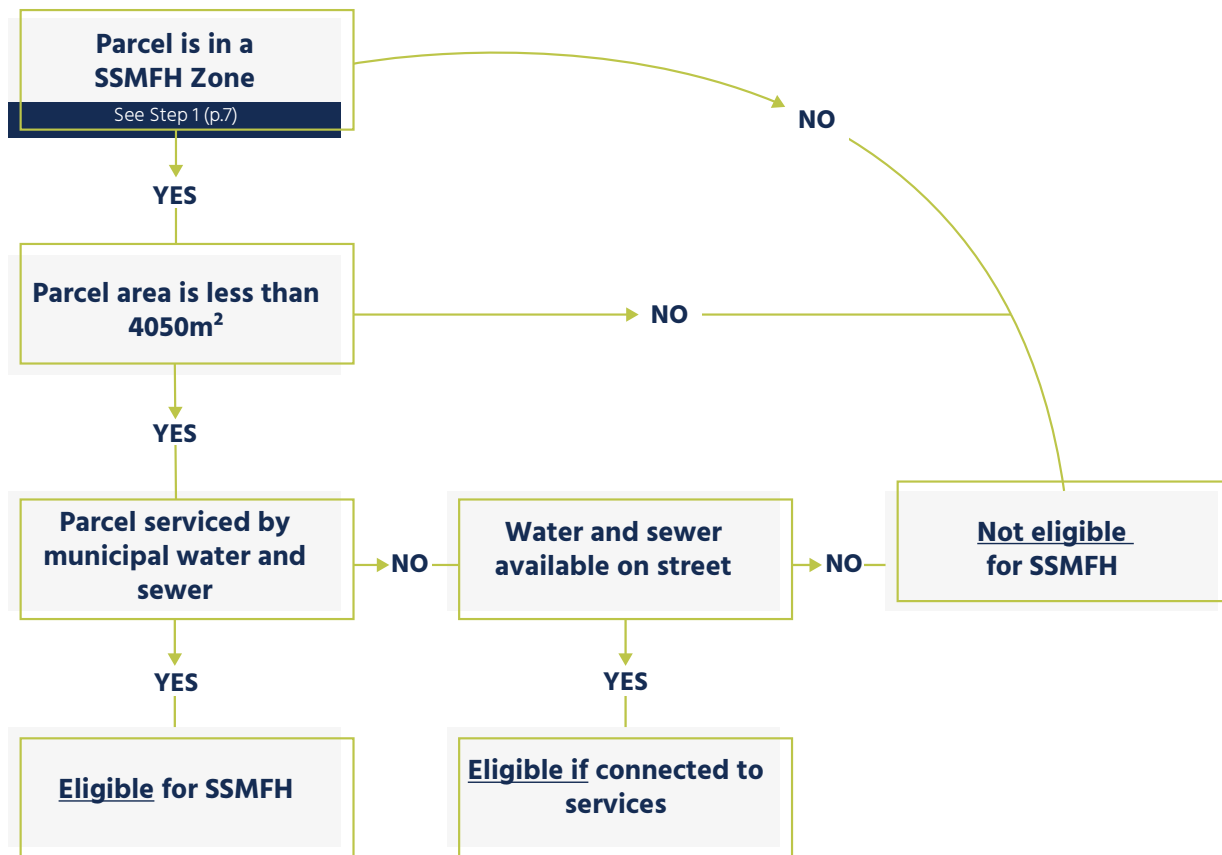 Parcel is in a
SSMFH Zone
See Step 1 (p.7)
NO
YES
Parcel area is less than
4050m²
NO
YES
Parcel serviced by
municipal water and
sewer
NO
Water and sewer
available on street
NO
Not eligible
for SSMFH
YES
YES
Eligible for SSMFH
Eligible if connected to
services